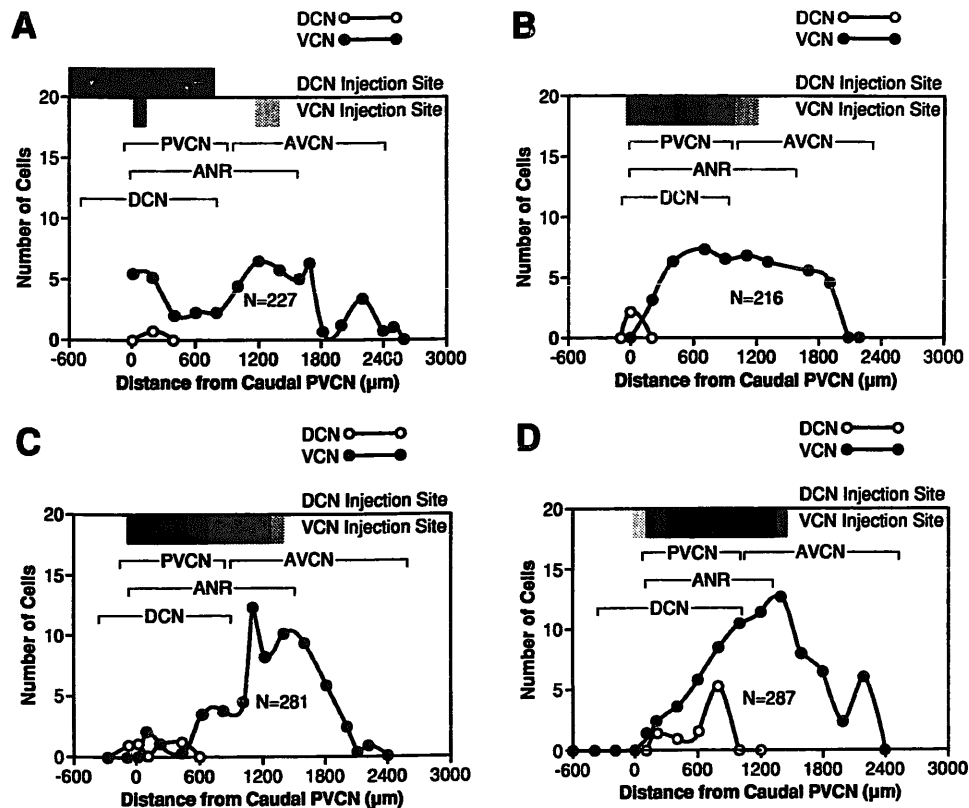 A
DCN
VCN
DCN Injection Site
VCN Injection Site
20
15
10
5
0
Number of Cells
PVCN
AVCN
ANR
DCN
N=227
-600
0
600
1200
1800
2400
3000
Distance from Caudal PVCN (µm)
B
DCN
VCN
DCN Injection Site
VCN Injection Site
20
15
10
5
0
Number of Cells
PVCN
AVCN
ANR
DCN
N=216
-600
0
600
1200
1800
2400
3000
Distance from Caudal PVCN (µm)
C
DCN
VCN
DCN Injection Site
VCN Injection Site
20
15
10
5
0
Number of Cells
PVCN
AVCN
ANR
DCN
N=281
-600
0
600
1200
1800
2400
3000
Distance from Caudal PVCN (µm)
D
DCN
VCN
DCN Injection Site
VCN Injection Site
20
15
10
5
0
Number of Cells
PVCN
AVCN
ANR
DCN
N=287
-600
0
600
1200
1800
2400
3000
Distance from Caudal PVCN (µm)